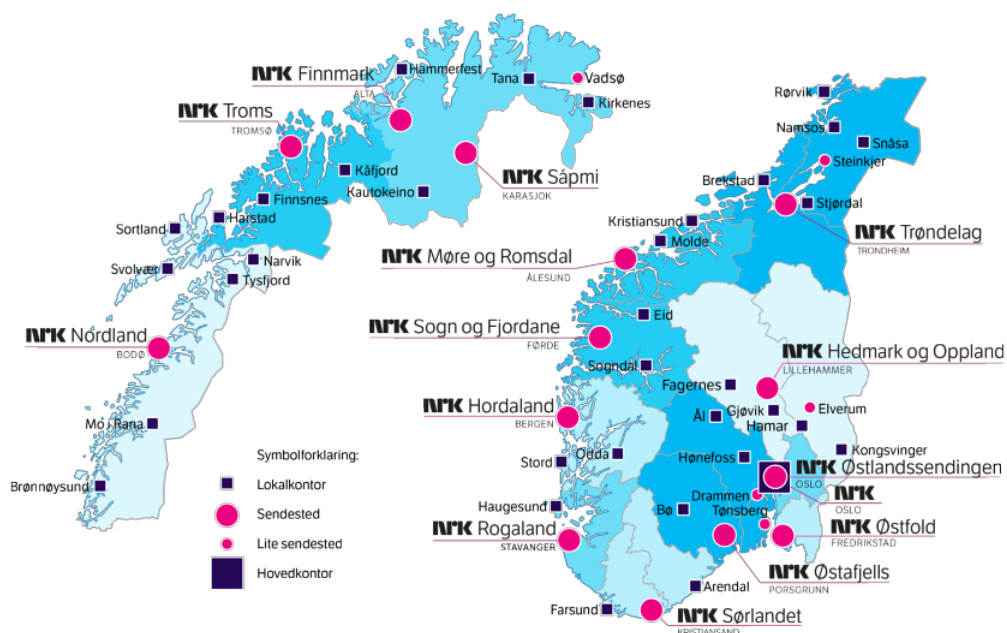 NRK Finnmark
ALTA
Hammerfest
Tana
Vadsø
Kirkenes
NRK Troms
TROMSØ
Kåfjord
Kautokeino
NRK Sápmi
KARASJOK
Finnsnes
Harstad
Sortland
Svolvær
Narvik
Tysfjord
NRK Nordland
BODØ
Mo i Rana
Brønnøysund
Symbolforklaring:
Lokalkontor
Sendested
Lite sendested
Hovedkontor
Rørvik
Namsos
Snåsa
Steinkjer
Brekstad
Stjørdal
NRK Trøndelag
TRONDHEIM
Kristiansund
Molde
NRK Møre og Romsdal
ÅLESUND
Eid
NRK Sogn og Fjordane
FØRDE
Sogndal
NRK Hedmark og Oppland
LILLEHAMMER
Fagernes
Gjøvik
Elverum
Hamar
Ål
NRK Hordaland
BERGEN
Kongsvinger
Stord
Odda
Hønefoss
NRK Østlandssendingen
OSLO
NRK
OSLO
Drammen
Tønsberg
Haugesund
Bø
NRK Rogaland
STAVANGER
NRK Østfold
FREDRIKSTAD
NRK Østafjells
PORSGRUNN
Arendal
Farsund
NRK Sørlandet
KRISTIANSAND